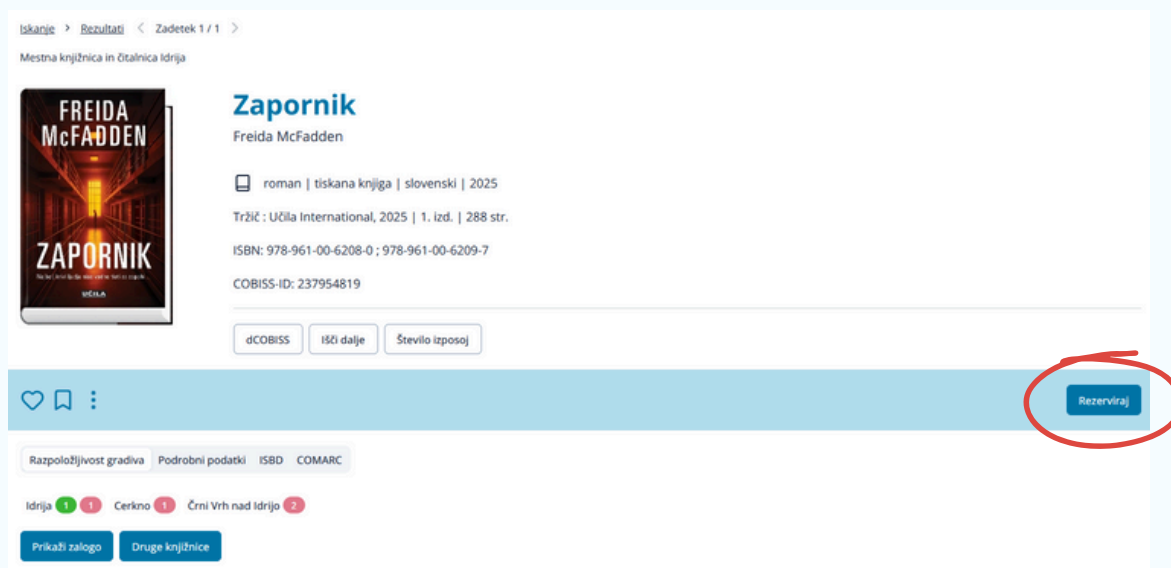 Iskanje > Rezultati < Zadetek 1 / 1 >
Mestna knjižnica in čitalnica Idrija
FREIDA
McFADDEN
ZAPORNIK
UČILA
Zapornik
Freida McFadden
roman | tiskana knjiga | slovenski | 2025
Tržič : Učila International, 2025 | 1. izd. | 288 str.
ISBN: 978-961-00-6208-0 ; 978-961-00-6209-7
COBISS-ID: 237954819
dCOBISS Išči dalje Število izposoj
Rezerviraj
Razpoložljivost gradiva Podrobni podatki ISBD COMARC
Idrija 1 1 Cerkno 1 Črni Vrh nad Idrijo 2
Prikaži zalogo Druge knjižnice